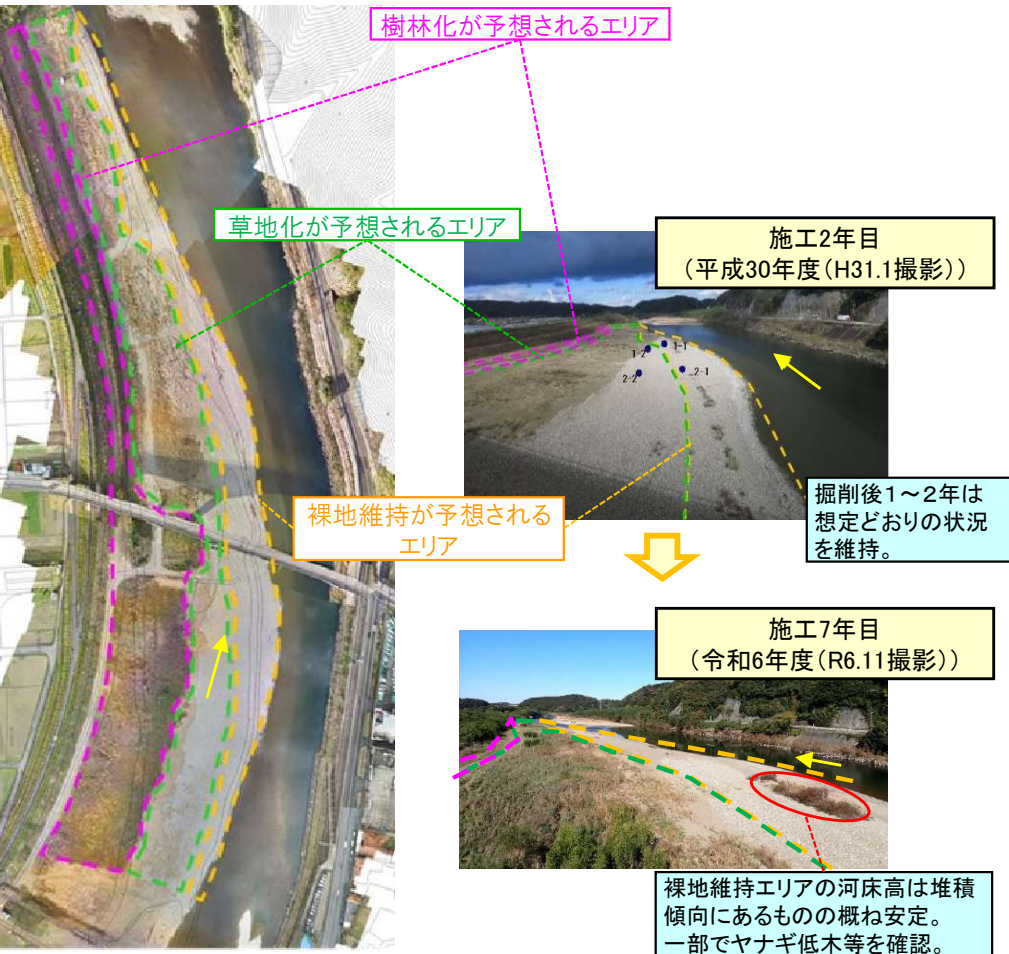 樹林化が予想されるエリア
草地化が予想されるエリア
施工2年目
（平成30年度（H31.1撮影））
1-2
1-1
2-2
2-1
裸地維持が予想される
エリア
掘削後１～２年は
想定どおりの状況
を維持。
施工7年目
（令和6年度（R6.11撮影））
裸地維持エリアの河床高は堆積
傾向にあるものの概ね安定。
一部でヤナギ低木等を確認。